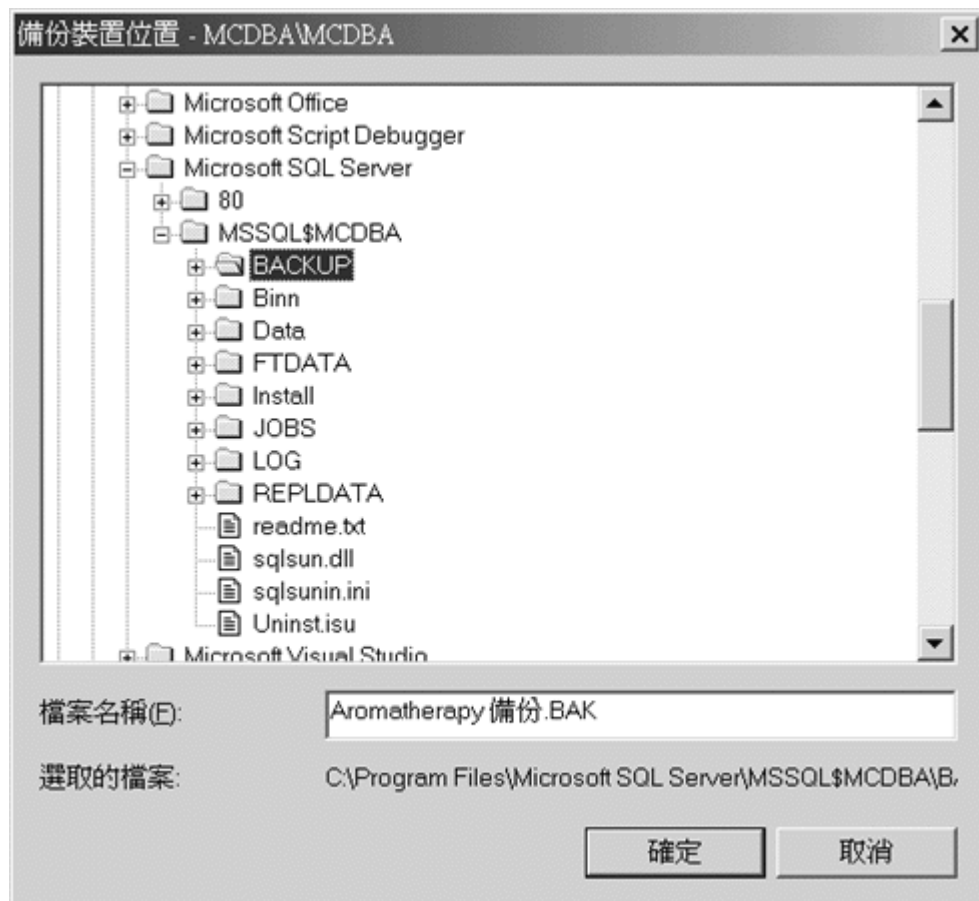 備份裝置位置 - MCDBA\MCDBA
Microsoft Office
Microsoft Script Debugger
Microsoft SQL Server
80
MSSQL$MCDBA
BACKUP
Binn
Data
FTDATA
Install
JOBS
LOG
REPLDATA
readme.txt
sqlsun.dll
sqlsunin.ini
Uninst.isu
Microsoft Visual Studio
檔案名稱(F):
Aromatherapy 備份.BAK
選取的檔案:
C:\Program Files\Microsoft SQL Server\MSSQL$MCDBA\BA
確定
取消